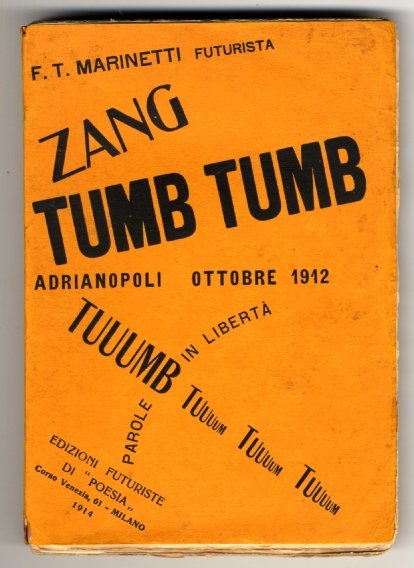 F. T. MARINETTI FUTURISTA
ZANG
TUMB TUMB
ADRIANOPOLI OTTOBRE 1912
TUUUMB
TUUUUM TUUUUM TUUUUM
PAROLE IN LIBERTÀ
EDIZIONI FUTURISTE
DI "POESIA"
Corso Venezia, 61 - MILANO
1914